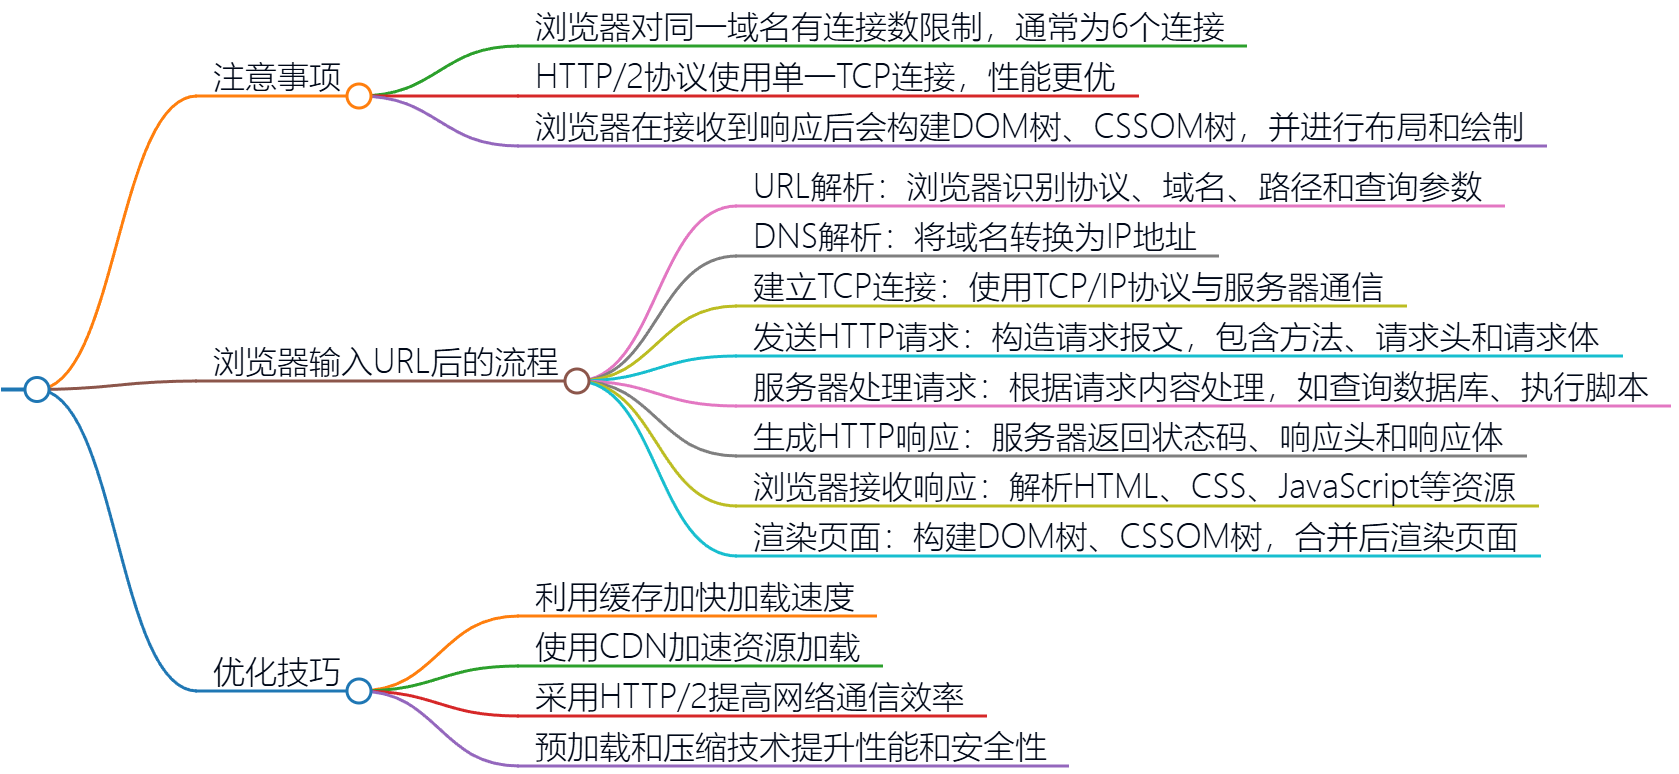 注意事项
浏览器对同一域名有连接数限制，通常为6个连接
HTTP/2协议使用单一TCP连接，性能更优
浏览器在接收到响应后会构建DOM树、CSSOM树，并进行布局和绘制
浏览器输入URL后的流程
URL解析：浏览器识别协议、域名、路径和查询参数
DNS解析：将域名转换为IP地址
建立TCP连接：使用TCP/IP协议与服务器通信
发送HTTP请求：构造请求报文，包含方法、请求头和请求体
服务器处理请求：根据请求内容处理，如查询数据库、执行脚本
生成HTTP响应：服务器返回状态码、响应头和响应体
浏览器接收响应：解析HTML、CSS、JavaScript等资源
渲染页面：构建DOM树、CSSOM树，合并后渲染页面
优化技巧
利用缓存加快加载速度
使用CDN加速资源加载
采用HTTP/2提高网络通信效率
预加载和压缩技术提升性能和安全性